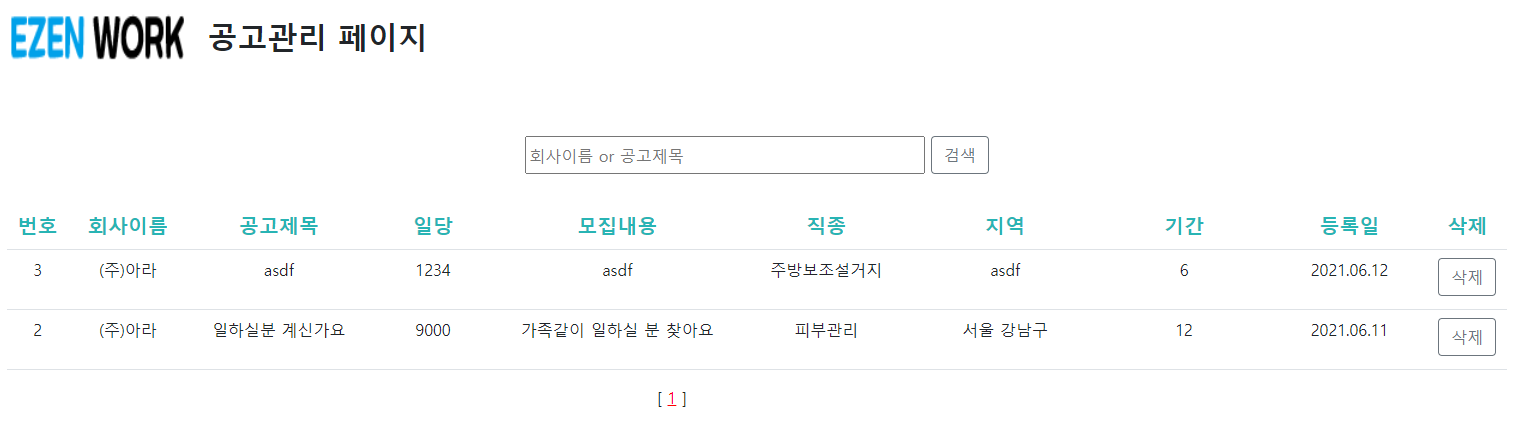 EZEN WORK 공고관리 페이지
회사이름 or 공고제목 검색
번호 회사이름 공고제목 일당 모집내용 직종 지역 기간 등록일 삭제
3 (주)아라 asdf 1234 asdf 주방보조설거지 asdf 6 2021.06.12 삭제
2 (주)아라 일하실분 계신가요 9000 가족같이 일하실 분 찾아요 피부관리 서울 강남구 12 2021.06.11 삭제
[ 1 ]